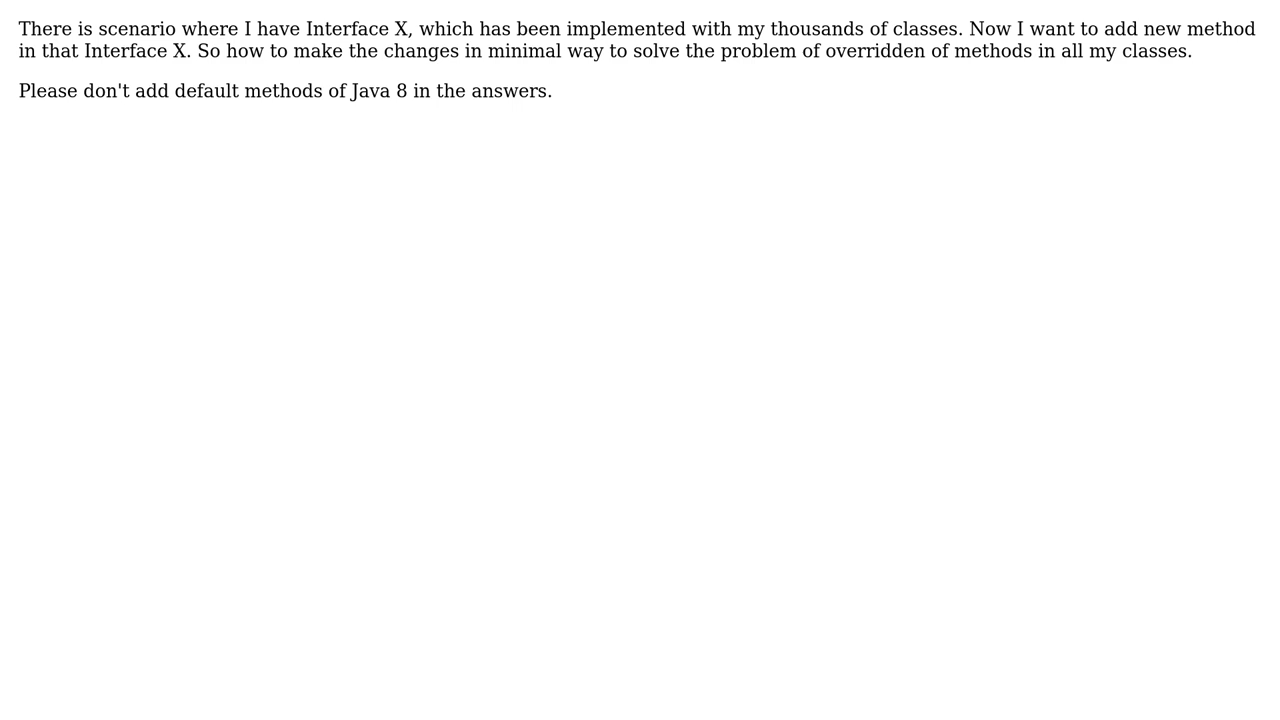 There is scenario where I have Interface X, which has been implemented with my thousands of classes. Now I want to add new method
in that Interface X. So how to make the changes in minimal way to solve the problem of overridden of methods in all my classes.
Please don't add default methods of Java 8 in the answers.